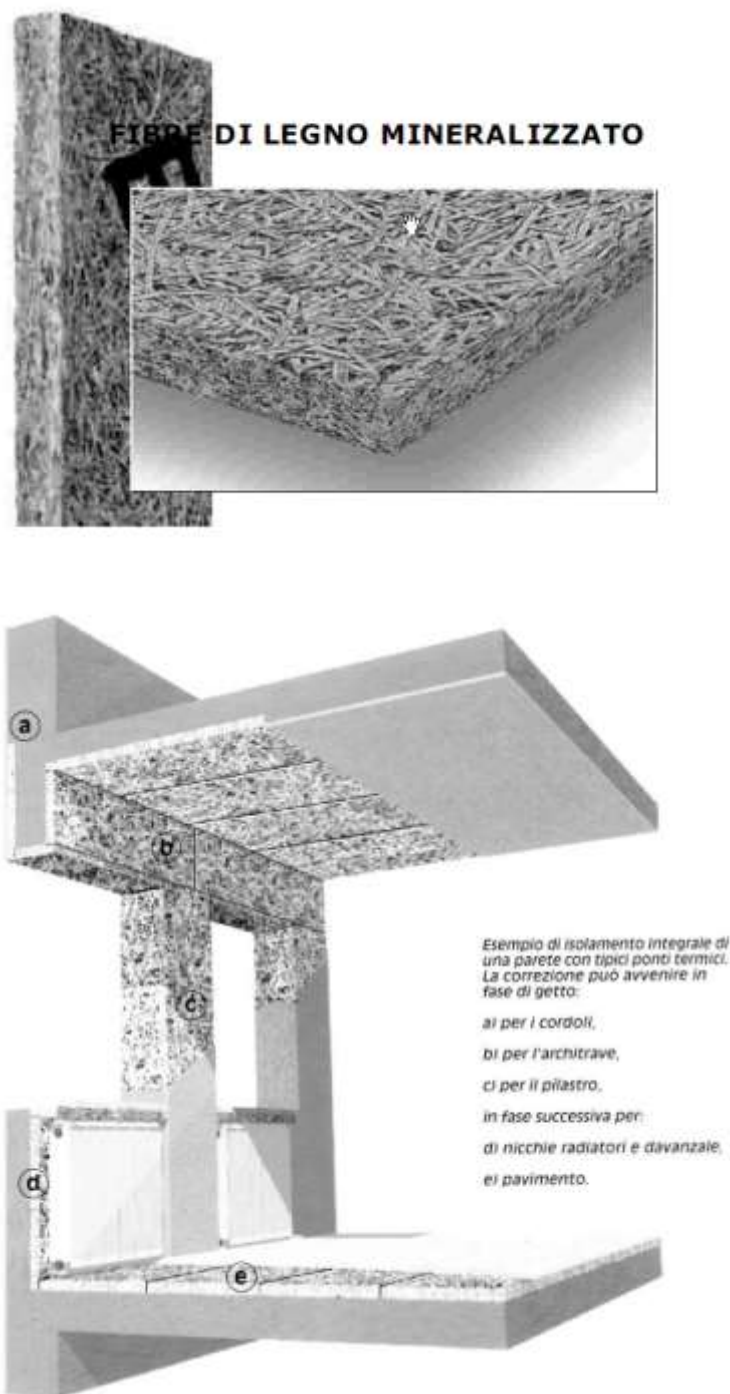 FIBRE DI LEGNO MINERALIZZATO
a
b
c
Esempio di isolamento integrale di
una parete con tipici ponti termici.
La correzione può avvenire in
fase di getto:
a) per i cordoli,
b) per l'architrave,
c) per il pilastro,
in fase successiva per:
d) nicchie radiatori e davanzale,
e) pavimento.
d
e